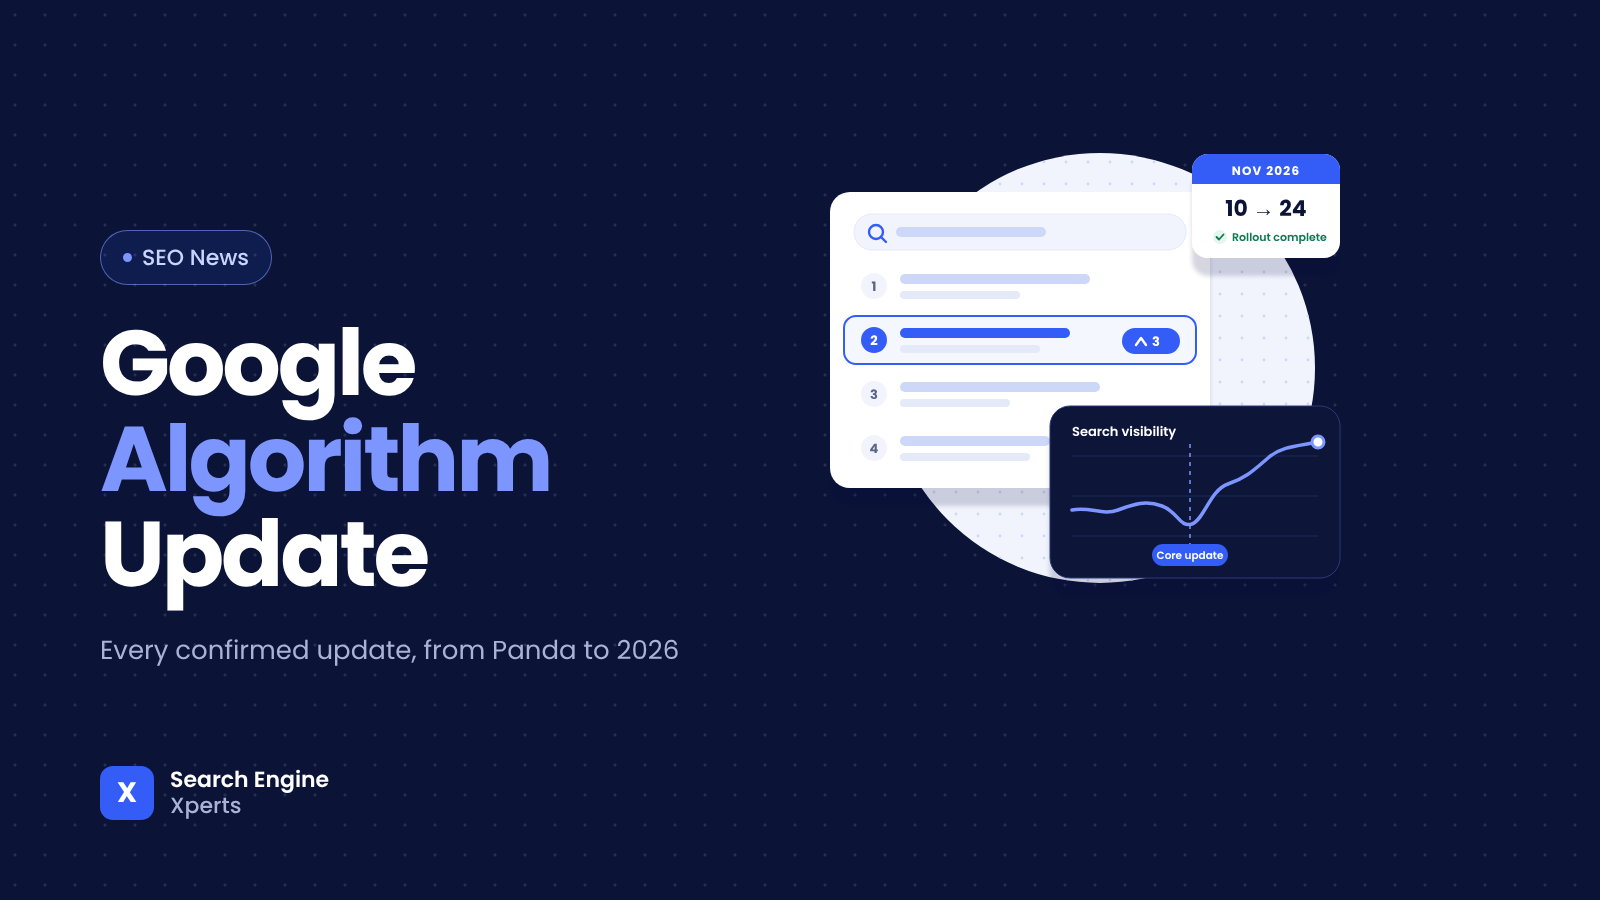 SEO News
Google
Algorithm
Update
Every confirmed update, from Panda to 2026
X
Search Engine
Xperts
NOV 2026
10 → 24
Rollout complete
1
2
3
3
4
Search visibility
Core update